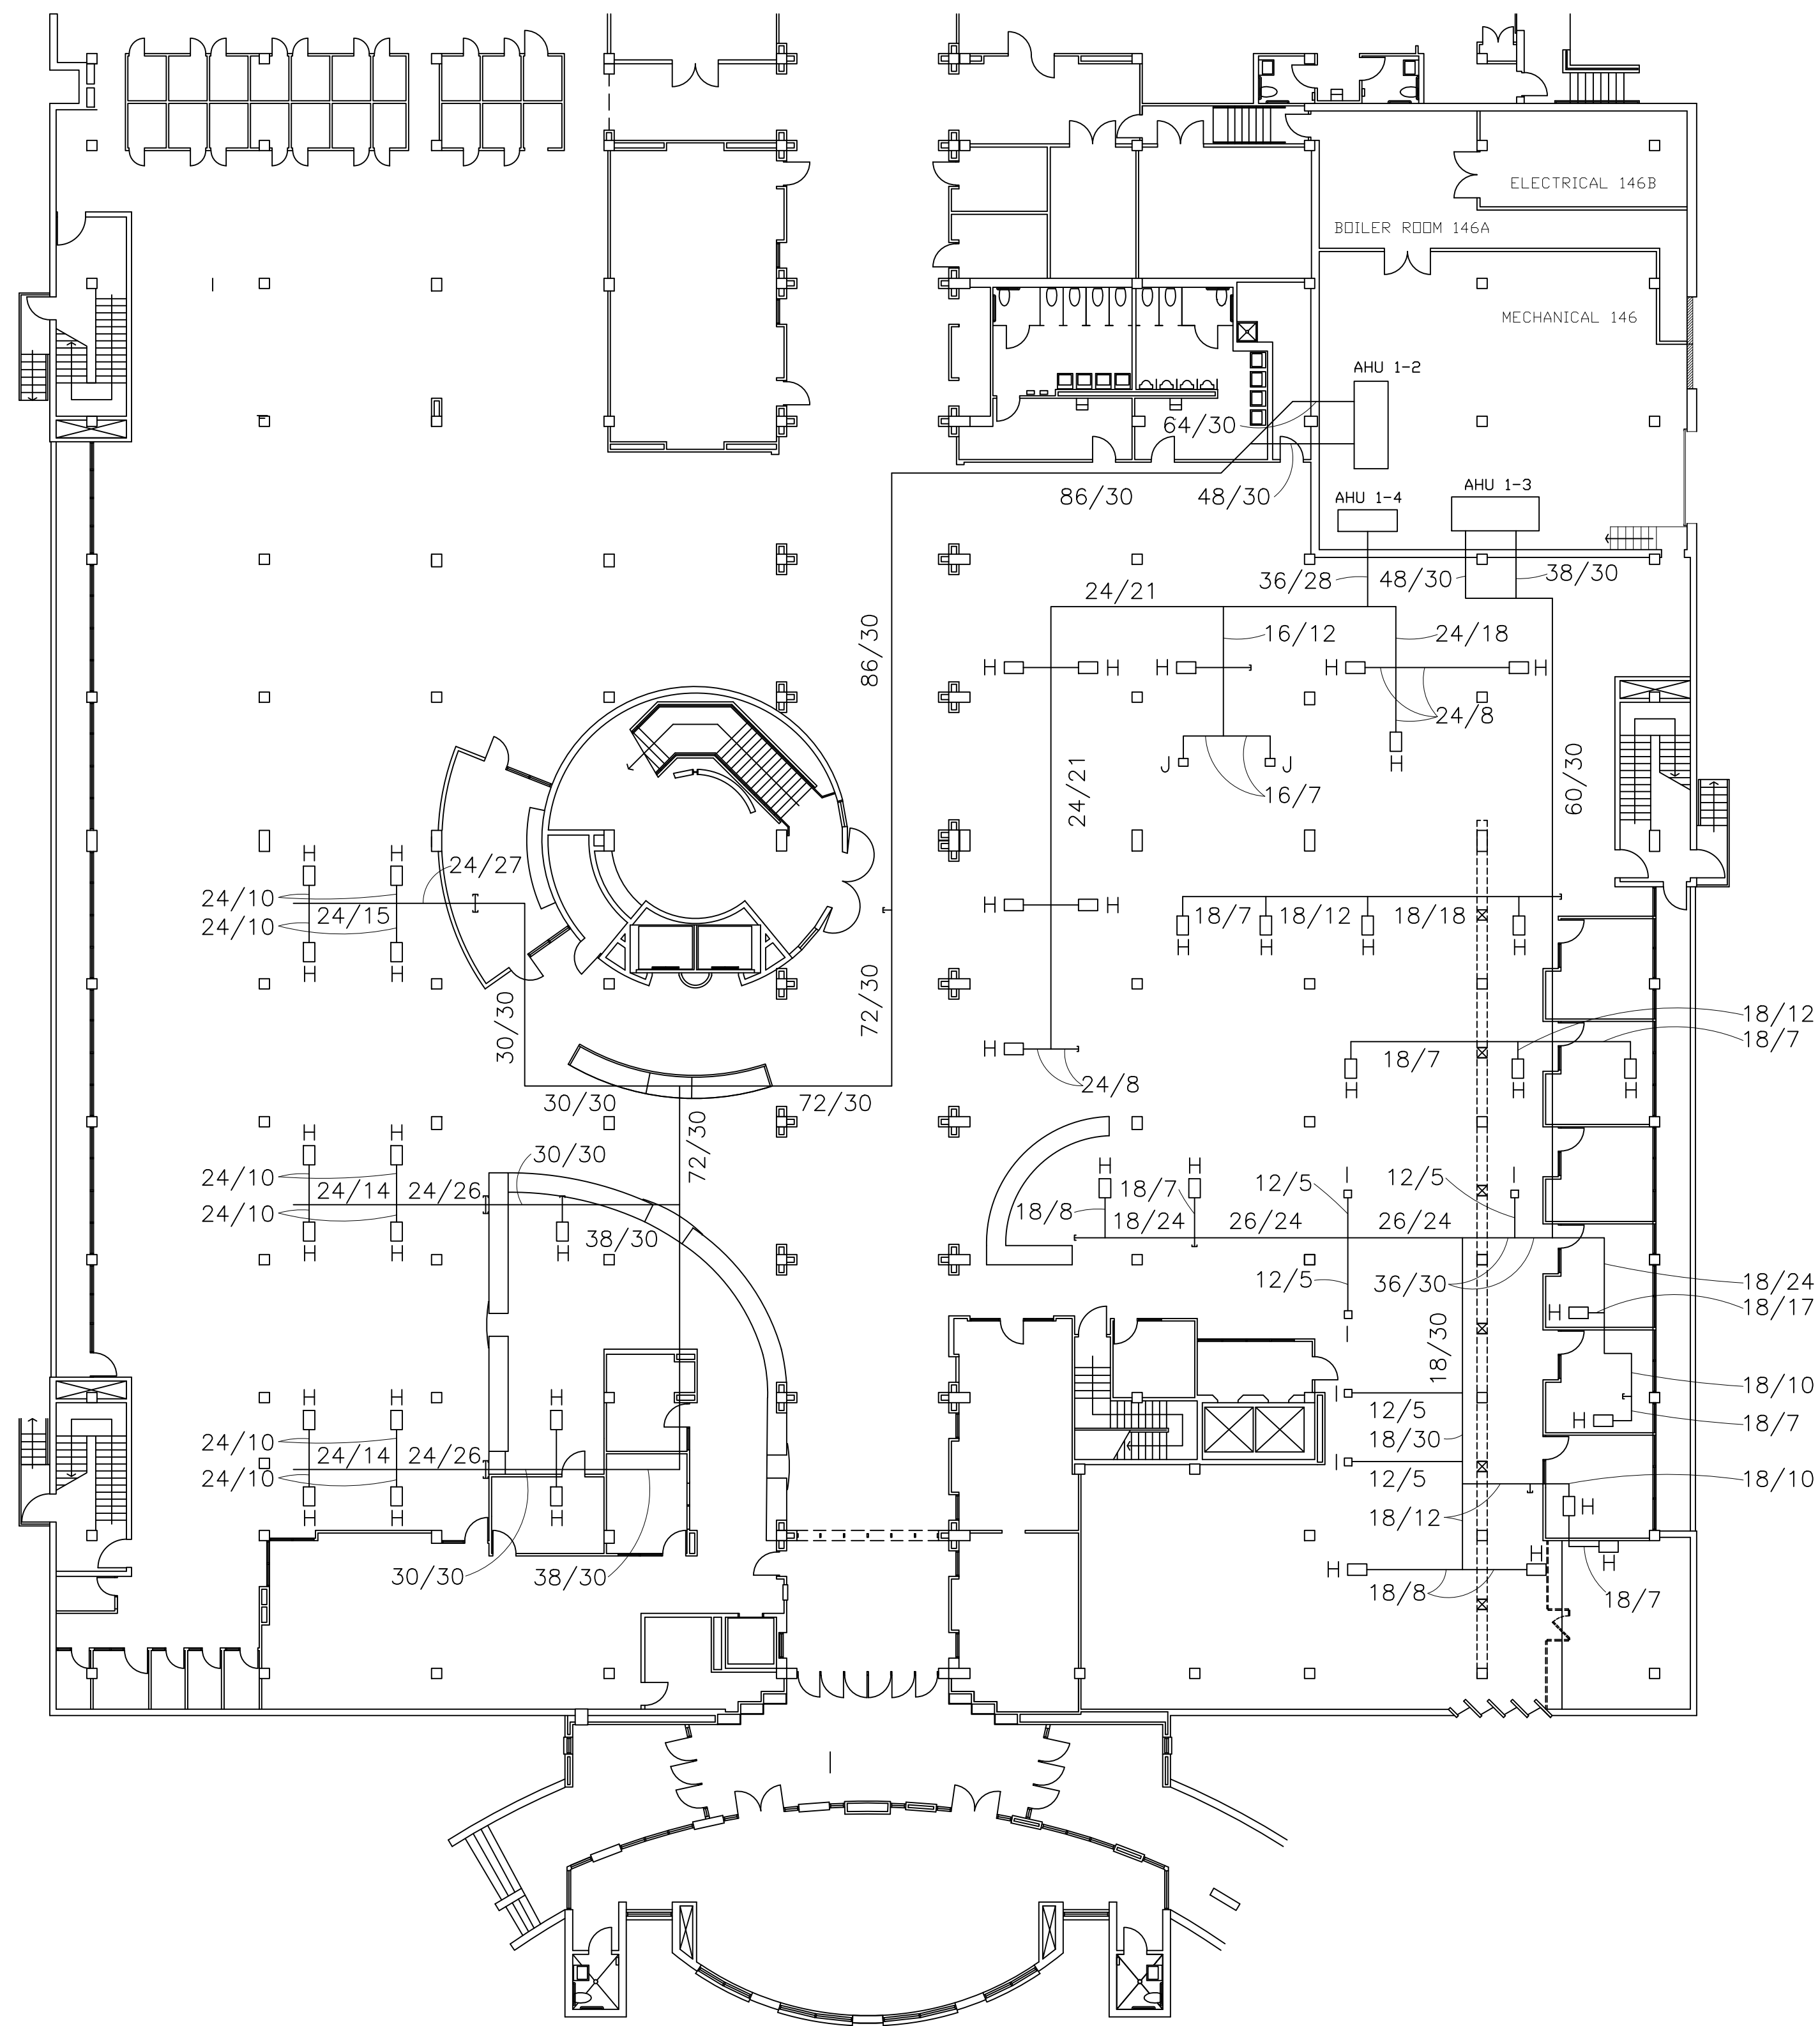 ELECTRICAL 146B
BOILER ROOM 146A
MECHANICAL 146
AHU 1-2
64/30
AHU 1-3
AHU 1-4
86/30
48/30
36/28
48/30
38/30
24/21
86/30
16/12
24/18
H
H
H
H
H
24/8
60/30
J
J
H
24/21
16/7
H
H
24/27
24/10
24/15
24/10
H
H
H
H
18/7
18/12
18/18
H
H
H
H
72/30
30/30
18/12
18/7
H
18/7
24/8
H
H
H
30/30
72/30
H
H
72/30
30/30
24/10
24/14
24/26
24/10
H
H
18/7
12/5
I
12/5
I
18/8
18/24
26/24
26/24
38/30
H
H
H
12/5
36/30
18/24
18/17
H
I
18/30
H
H
H
I
18/10
12/5
H
18/7
24/10
24/14
24/26
24/10
18/30
I
12/5
18/10
H
H
H
18/12
H
30/30
38/30
H
H
H
18/8
18/7